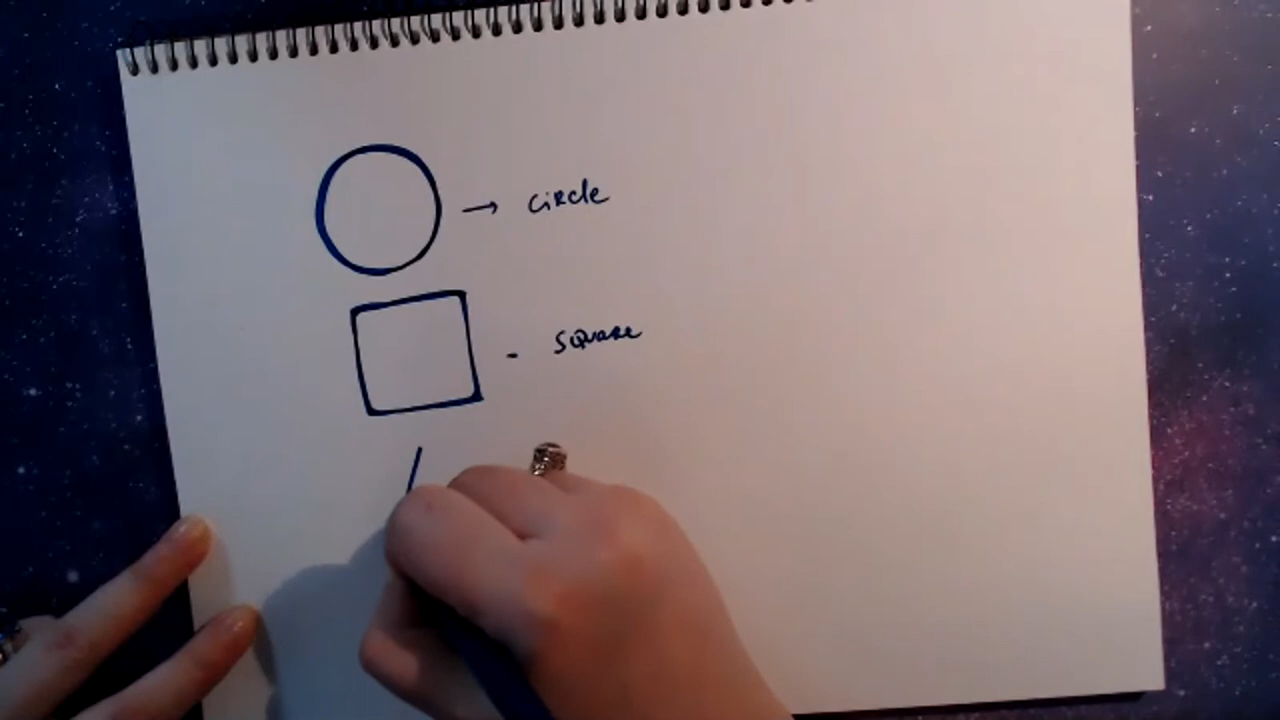 → circle
- square